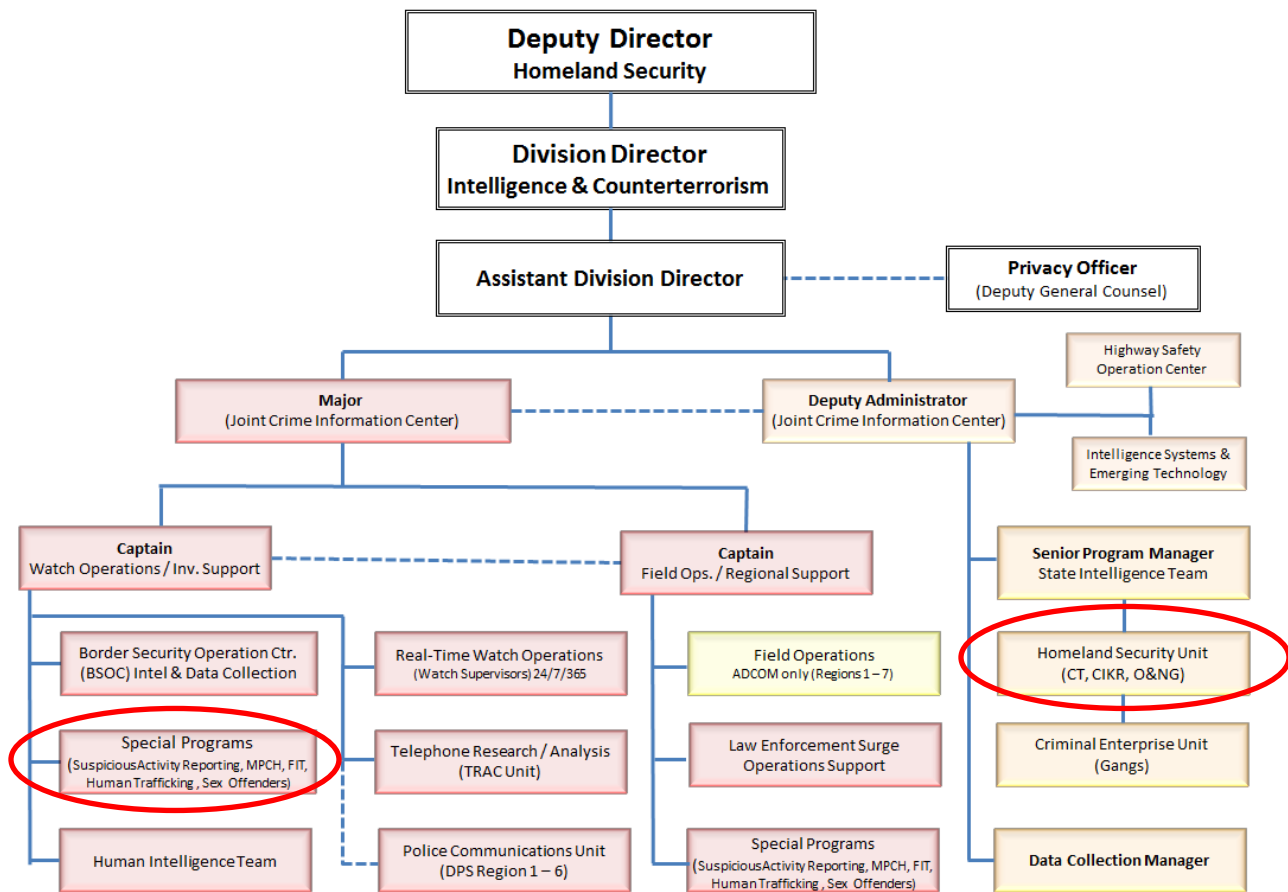 Deputy Director
Homeland Security
Division Director
Intelligence & Counterterrorism
Assistant Division Director
Privacy Officer
(Deputy General Counsel)
Highway Safety
Operation Center
Major
(Joint Crime Information Center)
Deputy Administrator
(Joint Crime Information Center)
Intelligence Systems &
Emerging Technology
Captain
Watch Operations / Inv. Support
Captain
Field Ops. / Regional Support
Senior Program Manager
State Intelligence Team
Border Security Operation Ctr.
(BSOC) Intel & Data Collection
Real-Time Watch Operations
(Watch Supervisors) 24/7/365
Field Operations
ADCOM only (Regions 1 – 7)
Homeland Security Unit
(CT, CIKR, O&NG)
Special Programs
(SuspiciousActivity Reporting, MPCH, FIT,
Human Trafficking , Sex Offenders)
Telephone Research / Analysis
(TRAC Unit)
Law Enforcement Surge
Operations Support
Criminal Enterprise Unit
(Gangs)
Human Intelligence Team
Police Communications Unit
(DPS Region 1 – 6)
Special Programs
(SuspiciousActivity Reporting, MPCH, FIT,
Human Trafficking , Sex Offenders)
Data Collection Manager